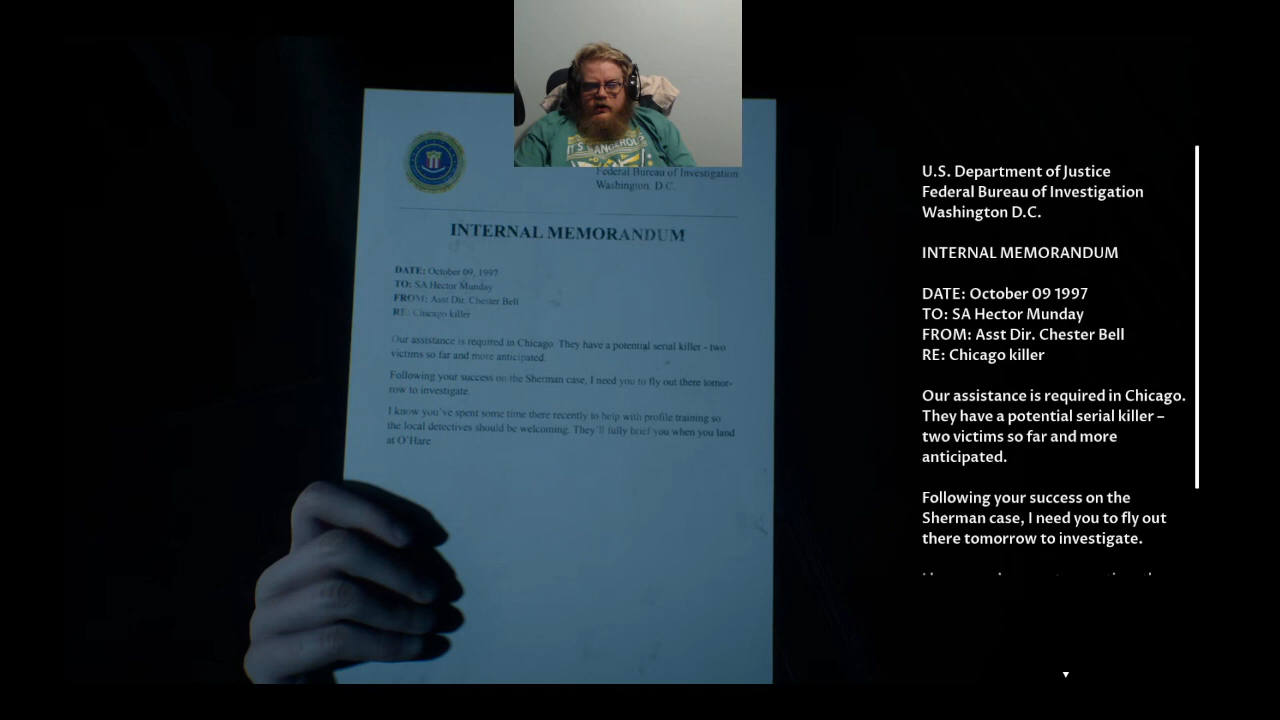 IT'S DANGEROUS
Federal Bureau of Investigation
Washington, D.C.
INTERNAL MEMORANDUM
DATE: October 09, 1997
TO: SA Hector Munday
FROM: Asst Dir. Chester Bell
RE: Chicago killer
Our assistance is required in Chicago. They have a potential serial killer - two
victims so far and more anticipated.
Following your success on the Sherman case, I need you to fly out there tomor-
row to investigate.
I know you've spent some time there recently to help with profile training so
the local detectives should be welcoming. They'll fully brief you when you land
at O'Hare
U.S. Department of Justice
Federal Bureau of Investigation
Washington D.C.
INTERNAL MEMORANDUM
DATE: October 09 1997
TO: SA Hector Munday
FROM: Asst Dir. Chester Bell
RE: Chicago killer
Our assistance is required in Chicago.
They have a potential serial killer –
two victims so far and more
anticipated.
Following your success on the
Sherman case, I need you to fly out
there tomorrow to investigate.